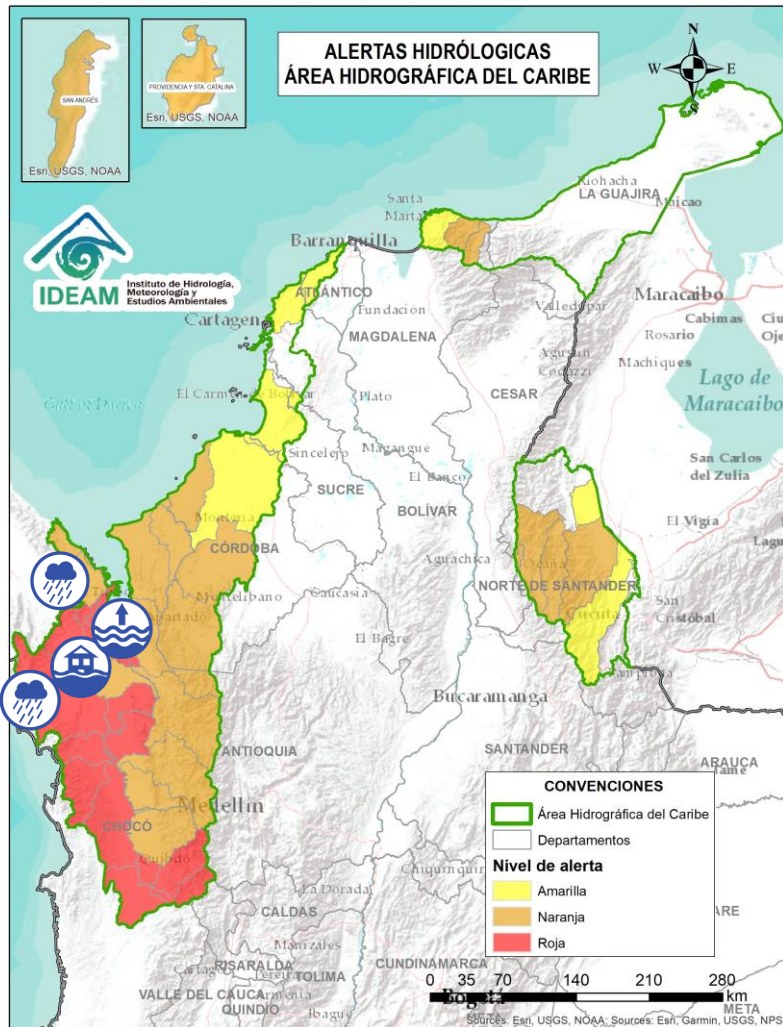 ALERTAS HIDRÓLOGICAS
ÁREA HIDROGRÁFICA DEL CARIBE
N
W
E
S
SAN ANDRÉS
Esri, USGS, NOAA
PROVIDENCIA Y STA. CATALINA
Esri, USGS, NOAA
IDEAM
Instituto de Hidrología,
Meteorología y
Estudios Ambientales
Riohacha
LA GUAJIRA
Maicao
Santa
Marta
Barranquilla
ATLÁNTICO
Cartagena
Fundación
MAGDALENA
Valledupar
Maracaibo
Cabimas
Rosario
Machiques
Agustín
Codazzi
CESAR
Lago de
Maracaibo
El Carmen de Bolívar
Plato
Sincelejo
Magangue
San Carlos
del Zulia
SUCRE
El Banco
BOLÍVAR
Montería
El Vigía
CÓRDOBA
Aguachica
Ocaña
NORTE DE SANTANDER
Montelíbano
Caucasia
Cúcuta
San
Cristóbal
El Bagre
Pamplona
Bucaramanga
ANTIOQUIA
SANTANDER
ARAUCA
Medellín
CHOCÓ
Quibdó
La Dorada
CALDAS
Manizales
RISARALDA
TOLIMA
CUNDINAMARCA
VALLE DEL CAUCA
Armenia
QUINDÍO
Ibague
Bogotá
META
META
CONVENCIONES
Área Hidrográfica del Caribe
Departamentos
Nivel de alerta
Amarilla
Naranja
Roja
0 35 70 140 210 280
km
Sources: Esri, USGS, NOAA; Sources: Esri, Garmin, USGS, NPS